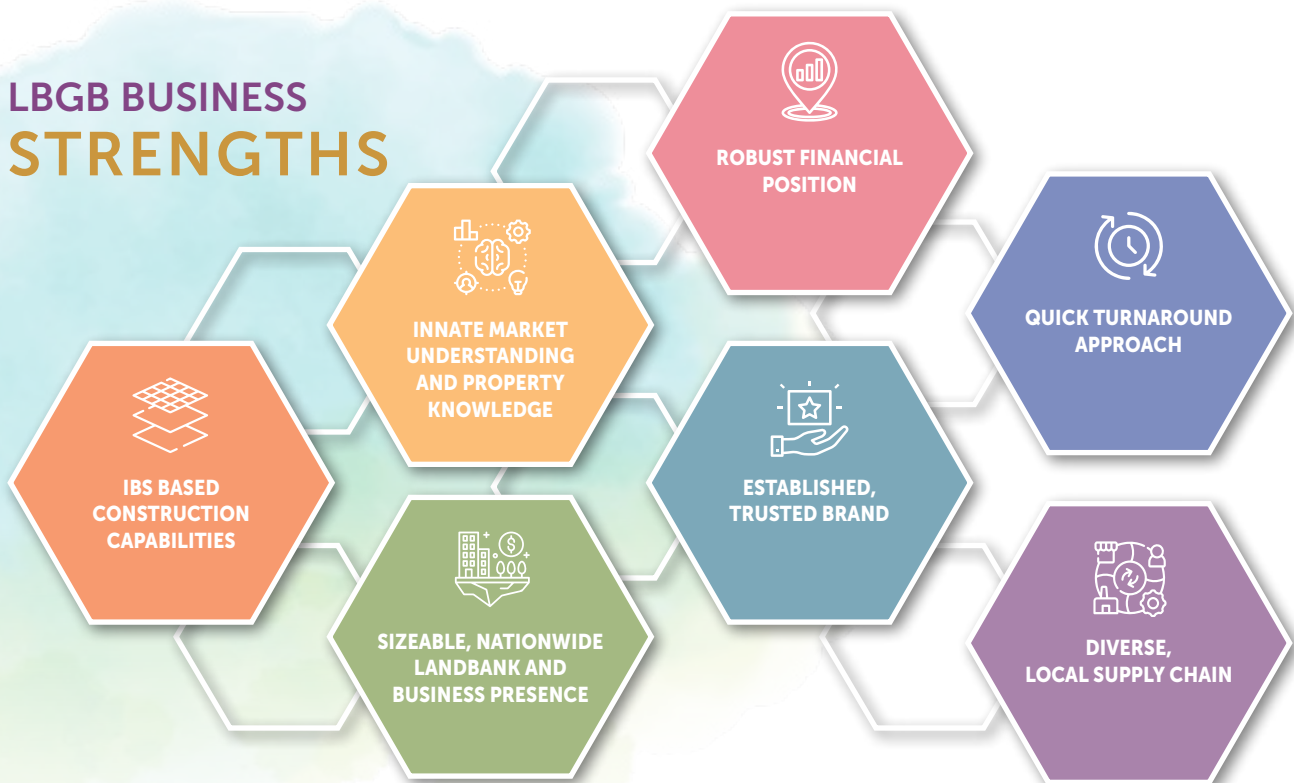 LBGB BUSINESS
STRENGTHS
ROBUST FINANCIAL
POSITION
QUICK TURNAROUND
APPROACH
INNATE MARKET
UNDERSTANDING
AND PROPERTY
KNOWLEDGE
IBS BASED
CONSTRUCTION
CAPABILITIES
ESTABLISHED,
TRUSTED BRAND
SIZEABLE, NATIONWIDE
LANDBANK AND
BUSINESS PRESENCE
DIVERSE,
LOCAL SUPPLY CHAIN